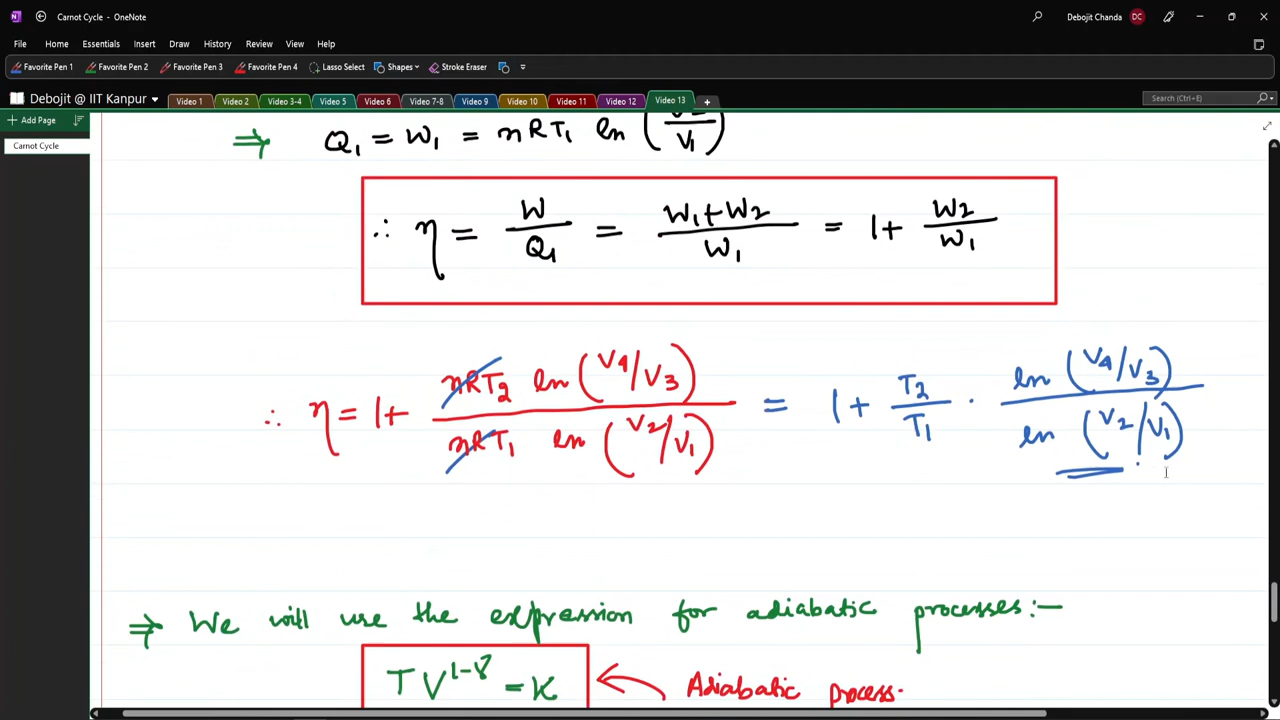 Carnot Cycle - OneNote
Debojit Chanda DC
File Home Essentials Insert Draw History Review View Help
Favorite Pen 1 Favorite Pen 2 Favorite Pen 3 Favorite Pen 4 Lasso Select Shapes Stroke Eraser
Debojit @ IIT Kanpur Video 1 Video 2 Video 3-4 Video 5 Video 6 Video 7-8 Video 9 Video 10 Video 11 Video 12 Video 13 + Search (Ctrl+E)
+ Add Page
Carnot Cycle
⇒ Q₁ = W₁ = nRT₁ ln (V₂/V₁)
∴ η = W/Q₁ = (W₁+W₂)/W₁ = 1 + W₂/W₁
∴ η = 1 + (nRT₂ ln (V₄/V₃))/(nRT₁ ln (V₂/V₁)) = 1 + T₂/T₁ · (ln (V₄/V₃))/(ln (V₂/V₁))
⇒ We will use the expression for adiabatic processes:—
TV^(1-γ) = K ← Adiabatic process.